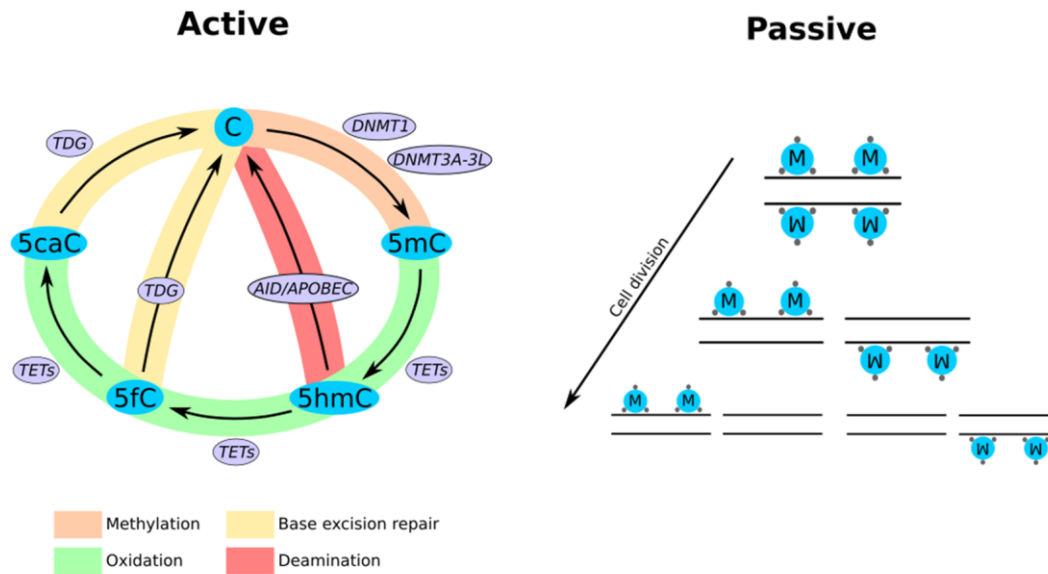 Active
Passive
C
TDG
DNMT1
DNMT3A-3L
5caC
5mC
TDG
AID/APOBEC
TETs
TETs
5fC
5hmC
TETs
Methylation
Base excision repair
Oxidation
Deamination
M M
M M
Cell division
M M
M M
M M
M M